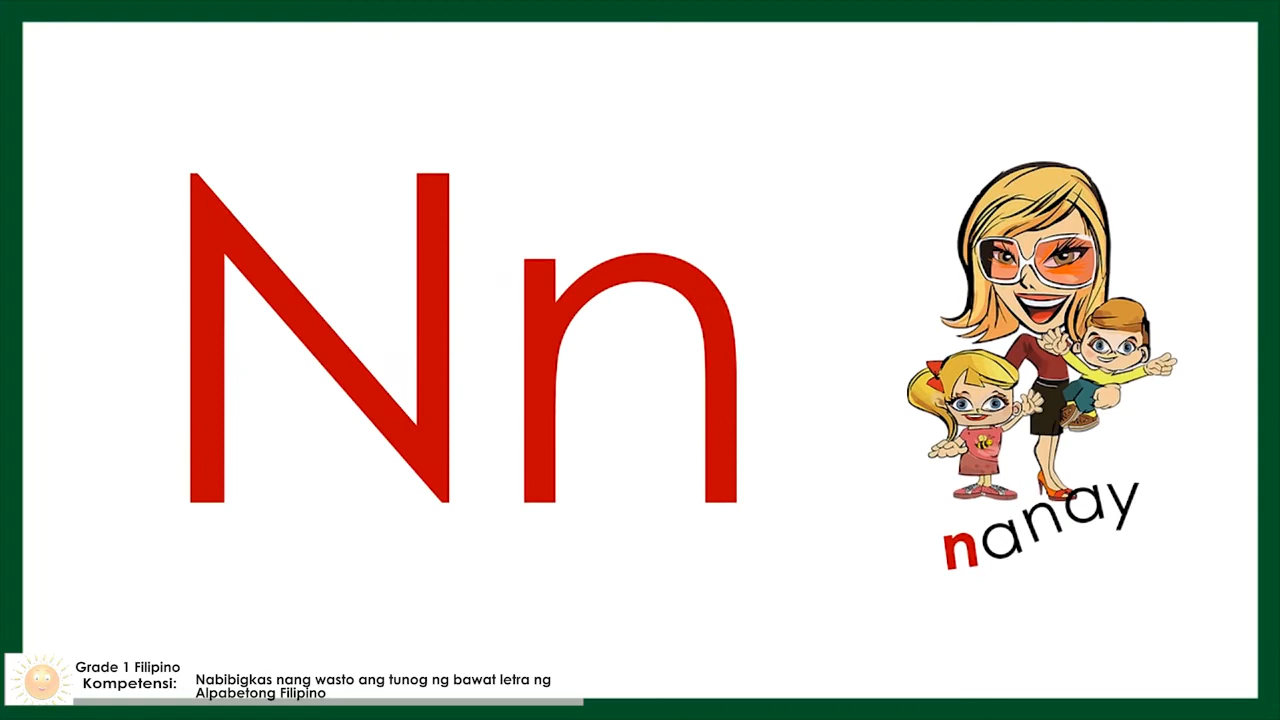 Nn
nanay
Grade 1 Filipino
Kompetensi:
Nabibigkas nang wasto ang tunog ng bawat letra ng
Alpabetong Filipino